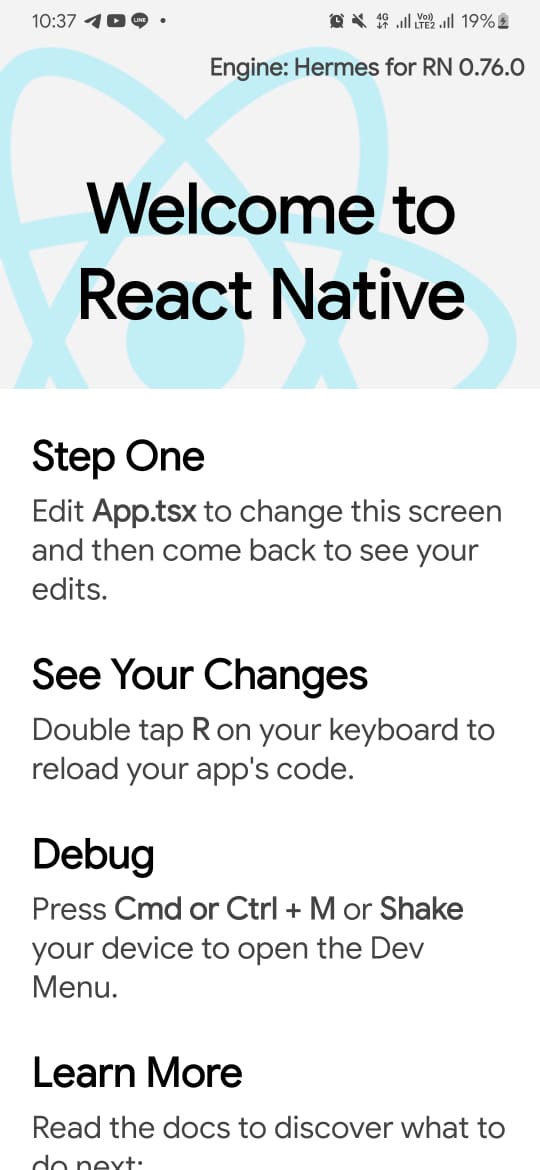 10:37 LINE 4G Vo)) LTE2 19%
Engine: Hermes for RN 0.76.0
Welcome to
React Native
Step One
Edit App.tsx to change this screen
and then come back to see your
edits.
See Your Changes
Double tap R on your keyboard to
reload your app's code.
Debug
Press Cmd or Ctrl + M or Shake
your device to open the Dev
Menu.
Learn More
Read the docs to discover what to
do next: